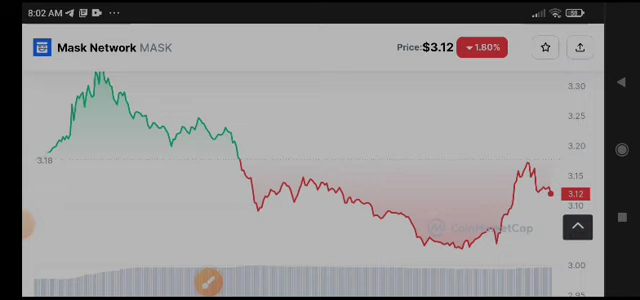 8:02 AM
Mask Network MASK
Price:$3.12 1.80%
3.30
3.25
3.20
3.18
3.15
3.12
3.10
CoinMarketCap
3.00
2.95